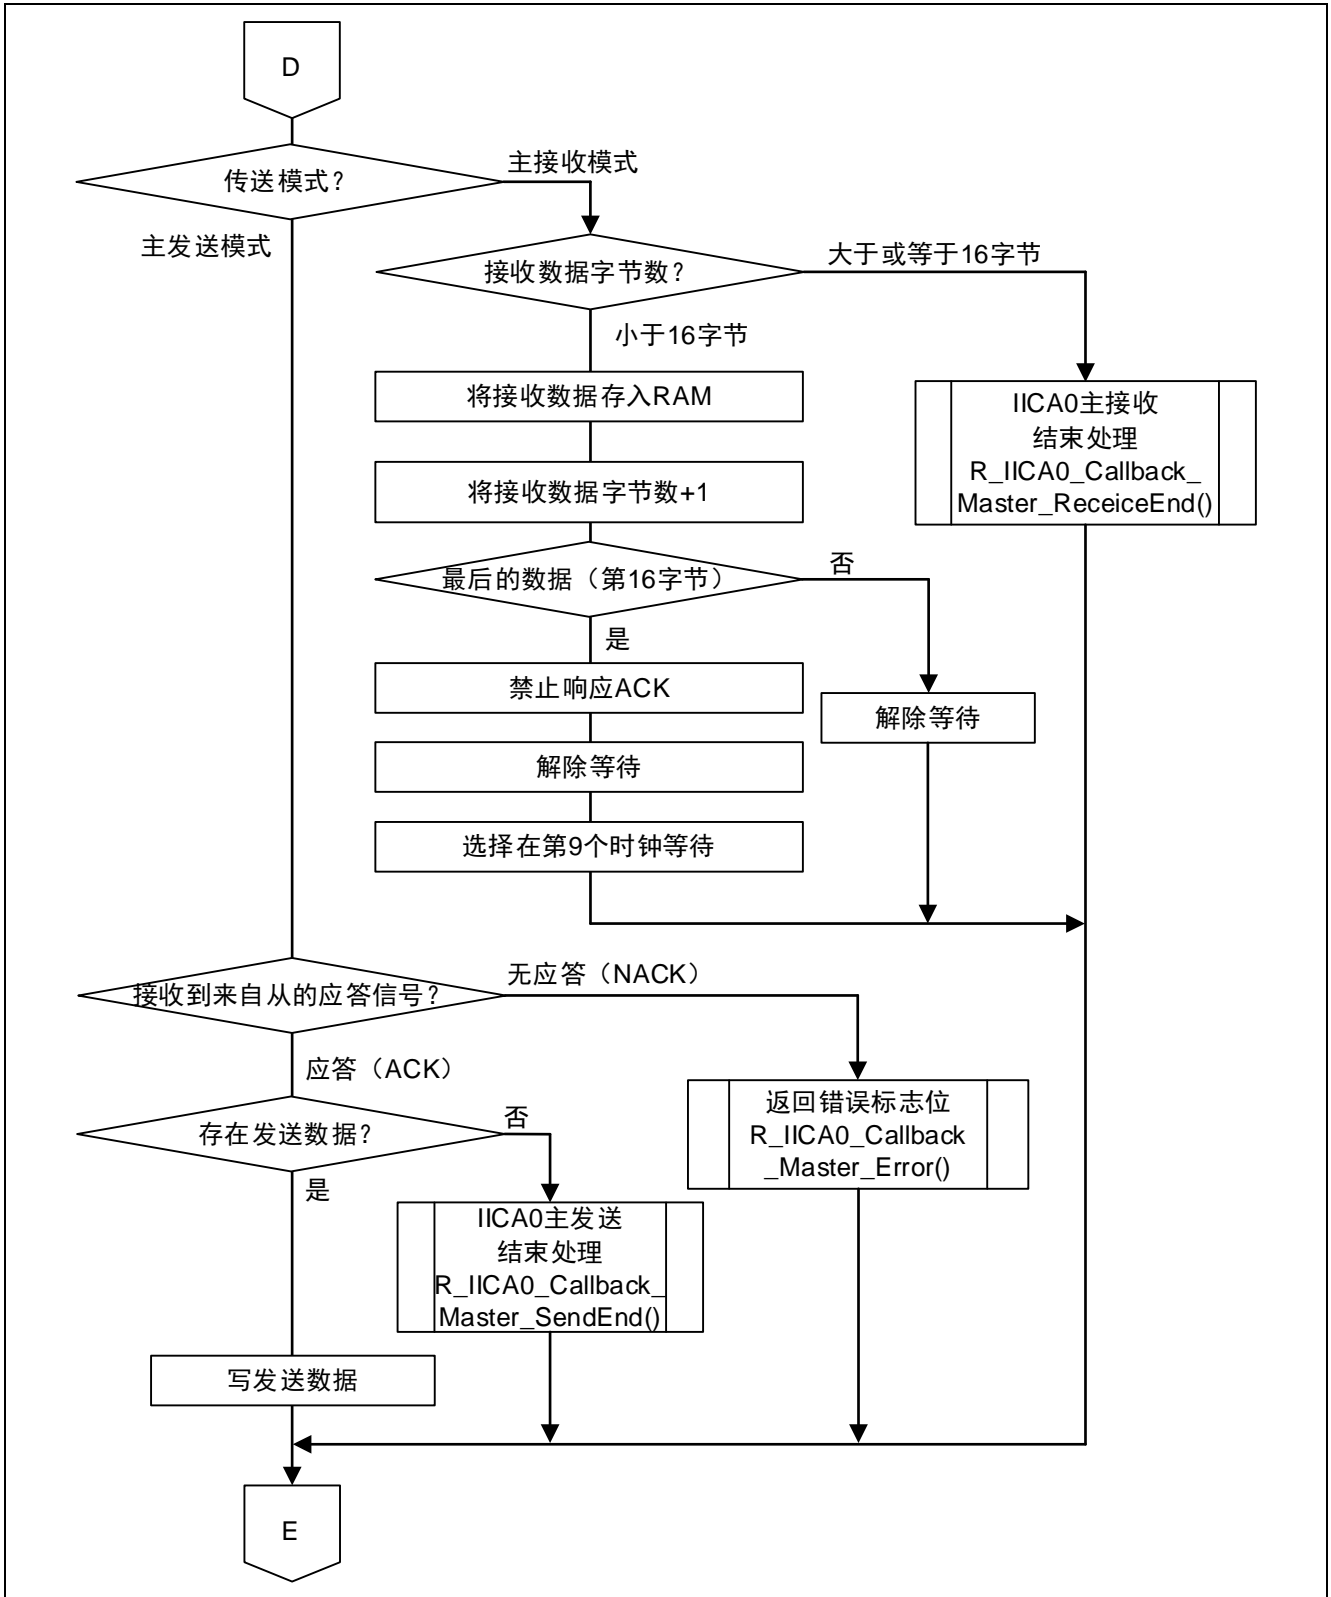 D
传送模式？
主接收模式
主发送模式
接收数据字节数？
大于或等于16字节
小于16字节
将接收数据存入RAM
IICA0主接收
结束处理
R_IICA0_Callback_
Master_ReceiceEnd()
将接收数据字节数+1
最后的数据（第16字节）
否
是
禁止响应ACK
解除等待
解除等待
选择在第9个时钟等待
接收到来自从的应答信号？
无应答（NACK）
应答（ACK）
返回错误标志位
R_IICA0_Callback
_Master_Error()
存在发送数据？
否
是
IICA0主发送
结束处理
R_IICA0_Callback_
Master_SendEnd()
写发送数据
E